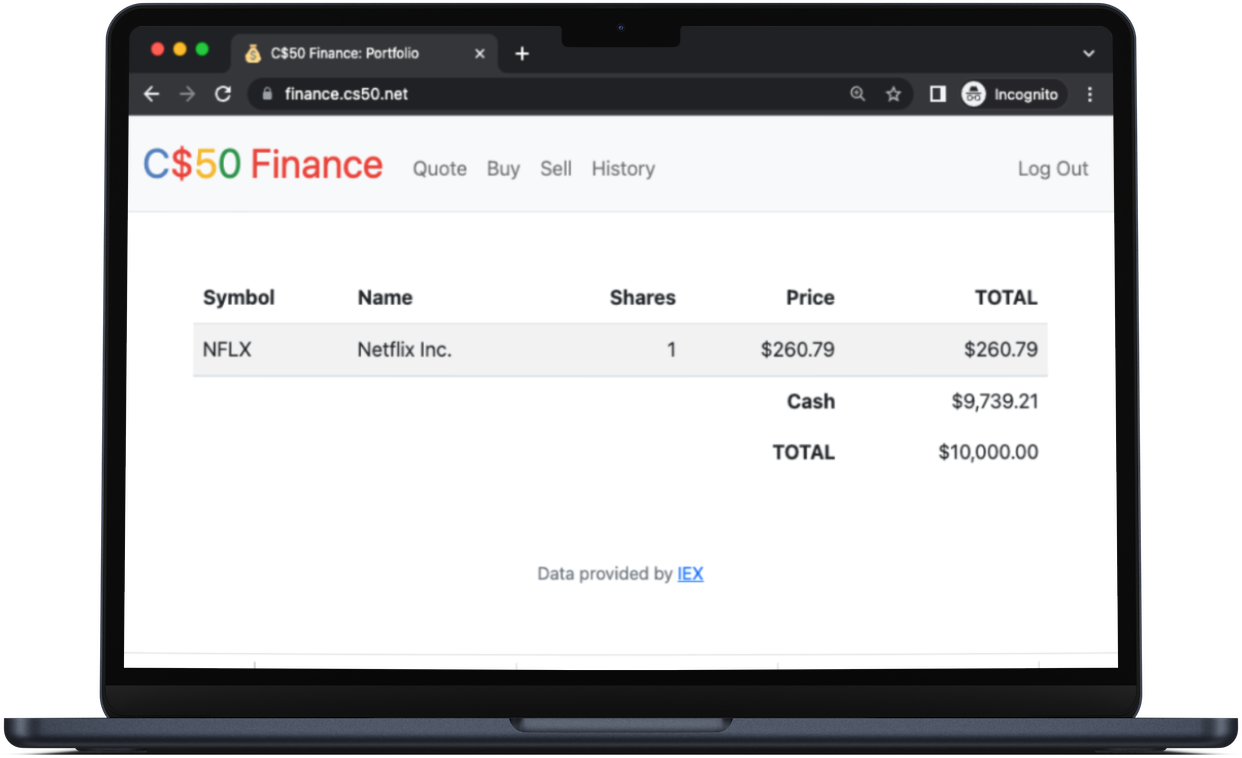 C$50 Finance: Portfolio
finance.cs50.net
Incognito
C$50 Finance Quote Buy Sell History Log Out
Symbol Name Shares Price TOTAL
NFLX Netflix Inc. 1 $260.79 $260.79
Cash $9,739.21
TOTAL $10,000.00
Data provided by IEX